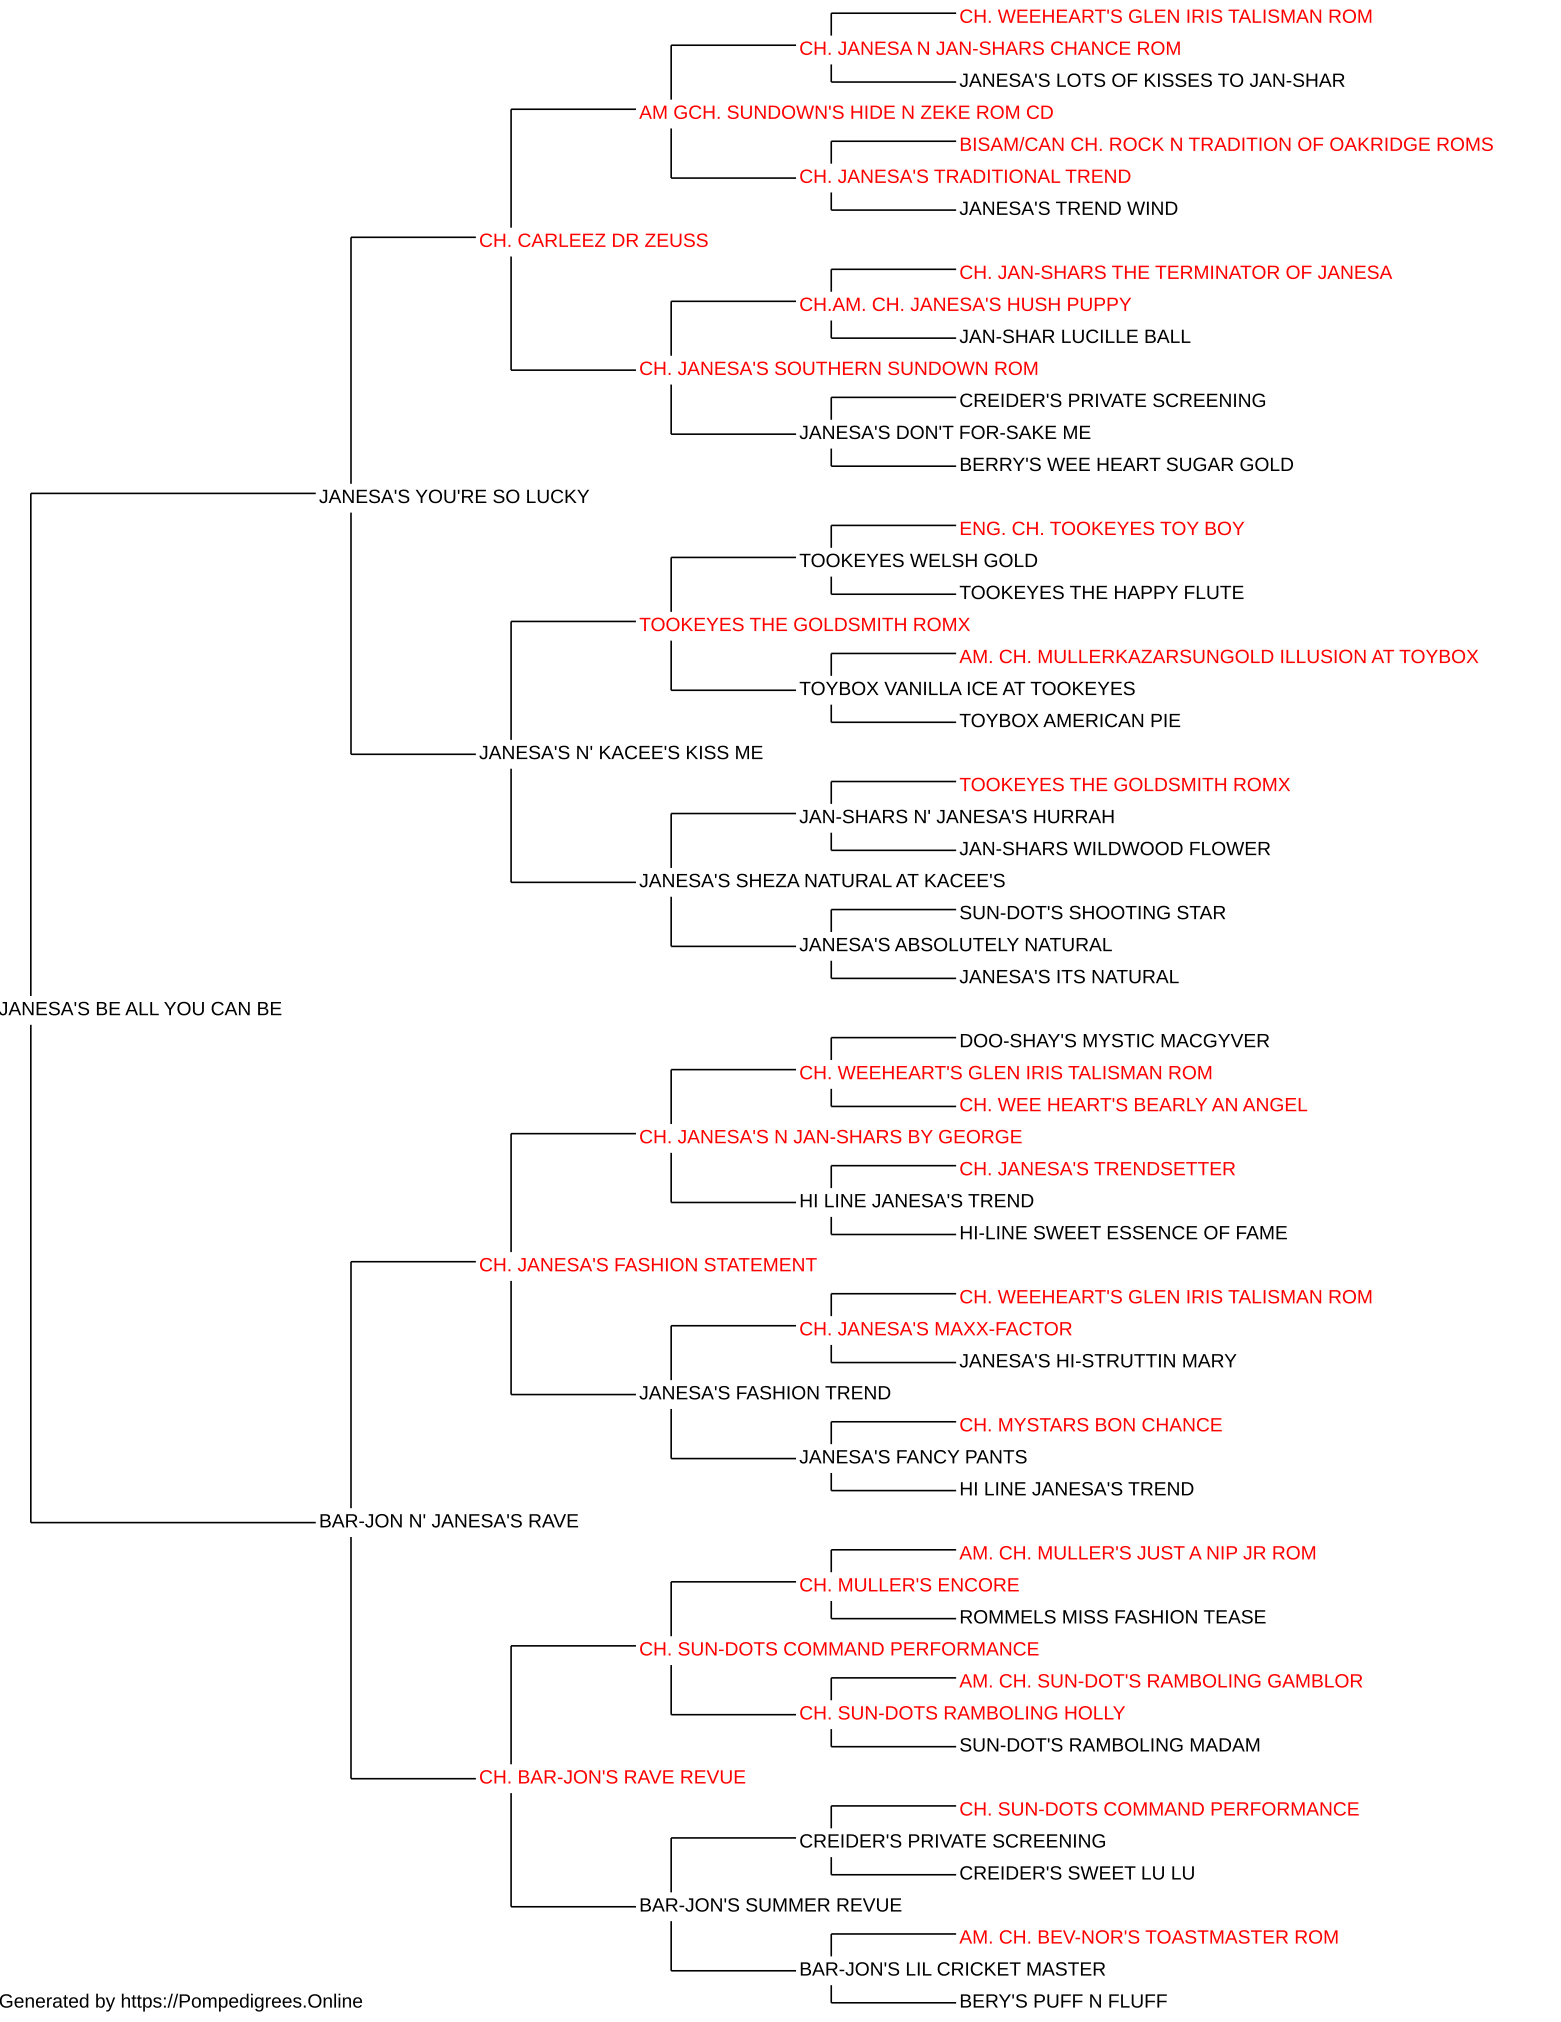 CH. WEEHEART'S GLEN IRIS TALISMAN ROM
CH. JANESA N JAN-SHARS CHANCE ROM
JANESA'S LOTS OF KISSES TO JAN-SHAR
AM GCH. SUNDOWN'S HIDE N ZEKE ROM CD
BISAM/CAN CH. ROCK N TRADITION OF OAKRIDGE ROMS
CH. JANESA'S TRADITIONAL TREND
JANESA'S TREND WIND
CH. CARLEEZ DR ZEUSS
CH. JAN-SHARS THE TERMINATOR OF JANESA
CH.AM. CH. JANESA'S HUSH PUPPY
JAN-SHAR LUCILLE BALL
CH. JANESA'S SOUTHERN SUNDOWN ROM
CREIDER'S PRIVATE SCREENING
JANESA'S DON'T FOR-SAKE ME
BERRY'S WEE HEART SUGAR GOLD
JANESA'S YOU'RE SO LUCKY
ENG. CH. TOOKEYES TOY BOY
TOOKEYES WELSH GOLD
TOOKEYES THE HAPPY FLUTE
TOOKEYES THE GOLDSMITH ROMX
AM. CH. MULLERKAZARSUNGOLD ILLUSION AT TOYBOX
TOYBOX VANILLA ICE AT TOOKEYES
TOYBOX AMERICAN PIE
JANESA'S N' KACEE'S KISS ME
TOOKEYES THE GOLDSMITH ROMX
JAN-SHARS N' JANESA'S HURRAH
JAN-SHARS WILDWOOD FLOWER
JANESA'S SHEZA NATURAL AT KACEE'S
SUN-DOT'S SHOOTING STAR
JANESA'S ABSOLUTELY NATURAL
JANESA'S ITS NATURAL
JANESA'S BE ALL YOU CAN BE
DOO-SHAY'S MYSTIC MACGYVER
CH. WEEHEART'S GLEN IRIS TALISMAN ROM
CH. WEE HEART'S BEARLY AN ANGEL
CH. JANESA'S N JAN-SHARS BY GEORGE
CH. JANESA'S TRENDSETTER
HI LINE JANESA'S TREND
HI-LINE SWEET ESSENCE OF FAME
CH. JANESA'S FASHION STATEMENT
CH. WEEHEART'S GLEN IRIS TALISMAN ROM
CH. JANESA'S MAXX-FACTOR
JANESA'S HI-STRUTTIN MARY
JANESA'S FASHION TREND
CH. MYSTARS BON CHANCE
JANESA'S FANCY PANTS
HI LINE JANESA'S TREND
BAR-JON N' JANESA'S RAVE
AM. CH. MULLER'S JUST A NIP JR ROM
CH. MULLER'S ENCORE
ROMMELS MISS FASHION TEASE
CH. SUN-DOTS COMMAND PERFORMANCE
AM. CH. SUN-DOT'S RAMBOLING GAMBLOR
CH. SUN-DOTS RAMBOLING HOLLY
SUN-DOT'S RAMBOLING MADAM
CH. BAR-JON'S RAVE REVUE
CH. SUN-DOTS COMMAND PERFORMANCE
CREIDER'S PRIVATE SCREENING
CREIDER'S SWEET LU LU
BAR-JON'S SUMMER REVUE
AM. CH. BEV-NOR'S TOASTMASTER ROM
BAR-JON'S LIL CRICKET MASTER
BERY'S PUFF N FLUFF
Generated by https://Pompedigrees.Online